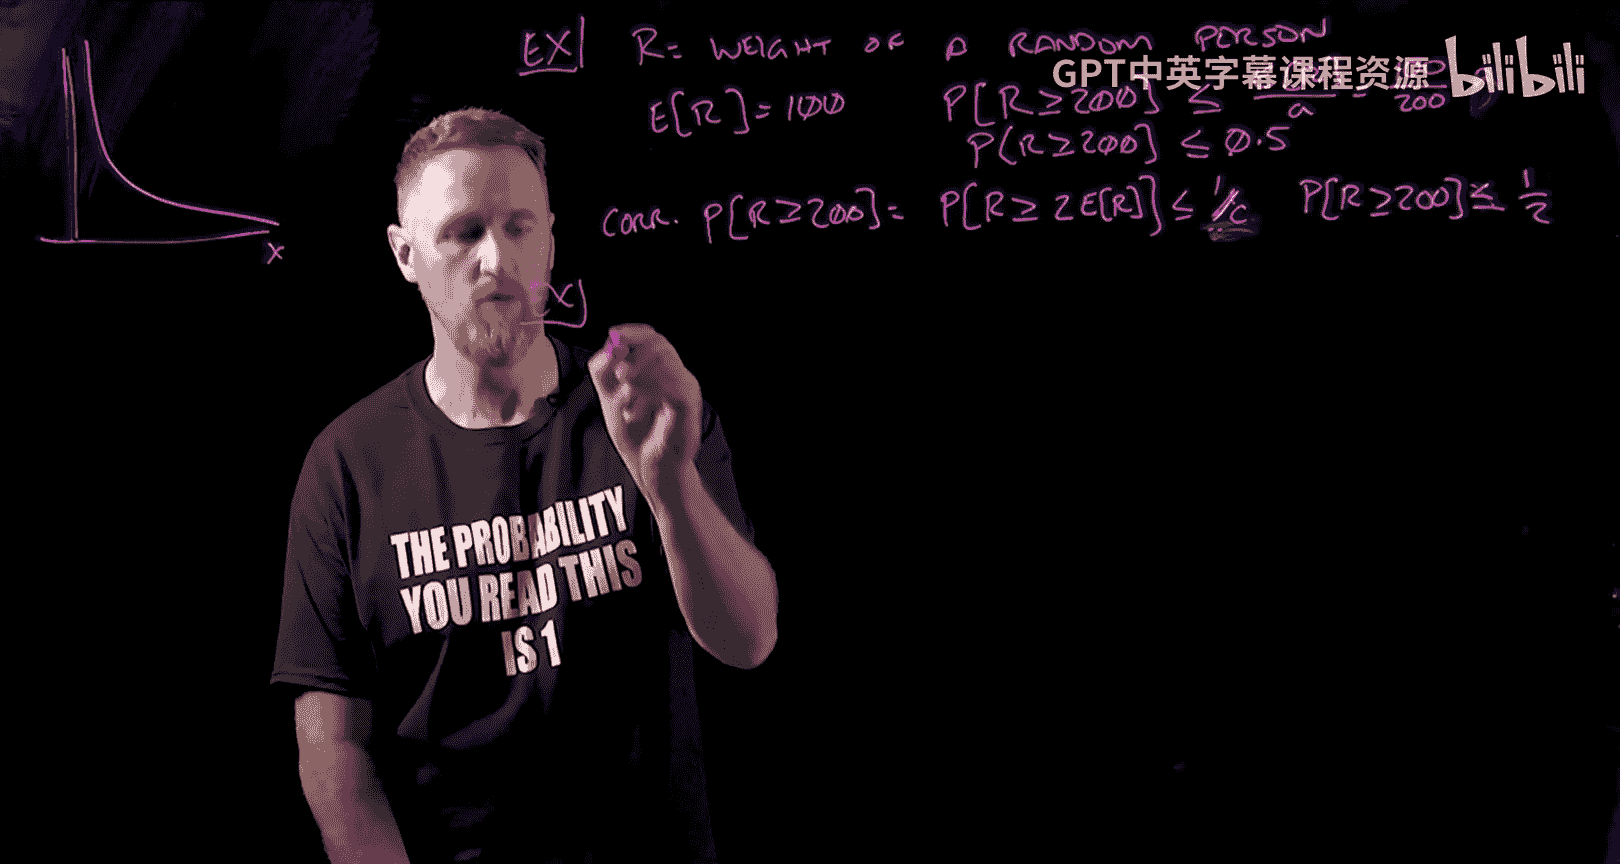 EX R= WEIGHT OF A RANDOM PERSON
GPT中英字幕课程资源 bilibili
E[R]=100 P[R≥200] ≤ a 200
P(R≥200] ≤ 0.5
CORR. P[R≥200]= P[R≥ 2E[R]] ≤ 1/c P[R≥200] ≤ 1/2
X
X
THE PROBABILITY
YOU READ THIS
IS 1